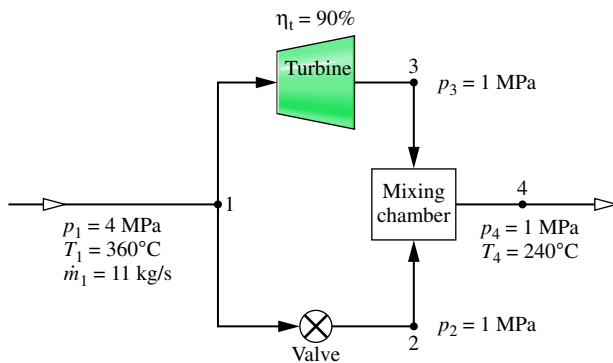 ηt = 90%
Turbine
3
p3 = 1 MPa
1
Mixing
chamber
4
p1 = 4 MPa
T1 = 360°C
ṁ1 = 11 kg/s
p4 = 1 MPa
T4 = 240°C
2
p2 = 1 MPa
Valve